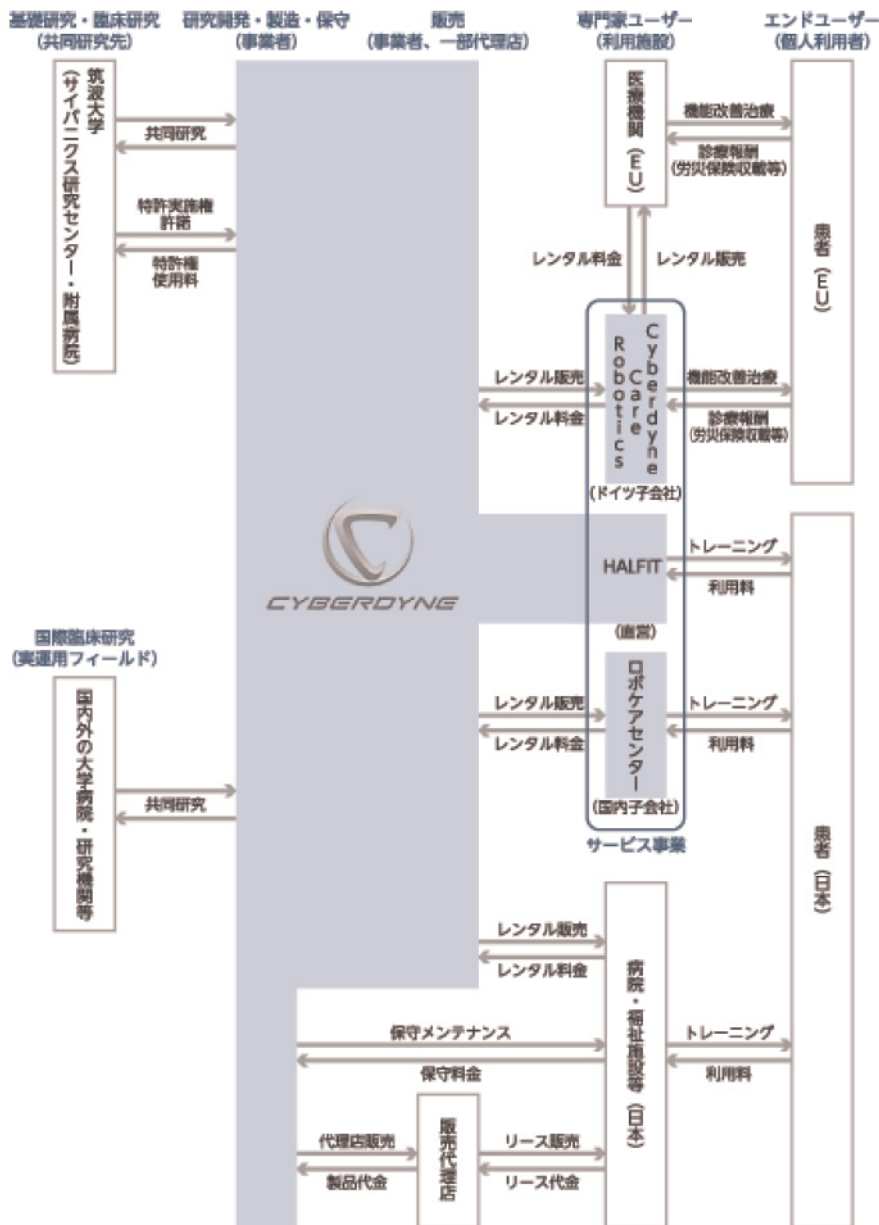 基礎研究・臨床研究
(共同研究先)
研究開発・製造・保守
(事業者)
販売
(事業者、一部代理店)
専門家ユーザー
(利用施設)
エンドユーザー
(個人利用者)
筑波大学
(サイバニクス研究センター・附属病院)
共同研究
特許実施権
許諾
特許権
使用料
医療機関(EU)
機能改善治療
診療報酬
(労災保険収載等)
患者(EU)
レンタル料金
レンタル販売
レンタル販売
レンタル料金
Cyberdyne
Care
Robotics
(ドイツ子会社)
機能改善治療
診療報酬
(労災保険収載等)
CYBERDYNE
HALFIT
(直営)
トレーニング
利用料
国際臨床研究
(実運用フィールド)
国内外の大学病院・研究機関等
共同研究
レンタル販売
レンタル料金
ロボケアセンター
(国内子会社)
トレーニング
利用料
サービス事業
患者(日本)
レンタル販売
レンタル料金
病院・福祉施設等(日本)
保守メンテナンス
保守料金
トレーニング
利用料
代理店販売
製品代金
販売代理店
リース販売
リース代金